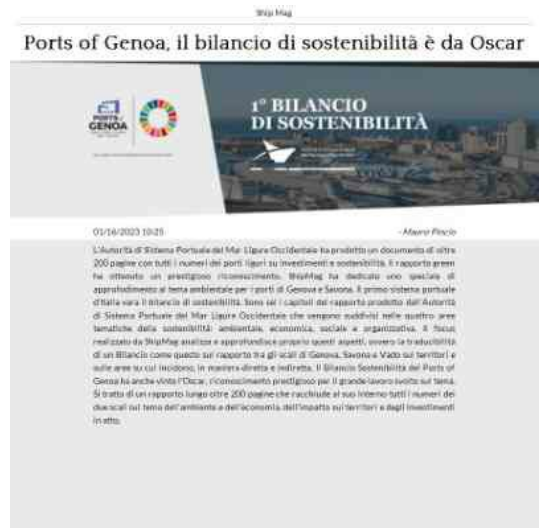 Ship Mag
Ports of Genoa, il bilancio di sostenibilità è da Oscar
PORTS of
GENOA
1° BILANCIO
DI SOSTENIBILITÀ
01/16/2023 10:25
- Mauro Pincio
L'Autorità di Sistema Portuale del Mar Ligure Occidentale ha prodotto un documento di oltre
200 pagine con tutti i numeri dei porti liguri su investimenti e sostenibilità. Il rapporto green
ha ottenuto un prestigioso riconoscimento. ShipMag ha dedicato uno speciale di
approfondimento al tema ambientale per i porti di Genova e Savona. Il primo sistema portuale
d'Italia vara il bilancio di sostenibilità. Sono sei i capitoli del rapporto prodotto dall'Autorità
di Sistema Portuale del Mar Ligure Occidentale che vengono suddivisi nelle quattro aree
tematiche della sostenibilità: ambientale, economica, sociale e organizzativa. Il focus
realizzato da ShipMag analizza e approfondisce proprio questi aspetti, ovvero la traducibilità
di un Bilancio come questo sul rapporto tra gli scali di Genova, Savona e Vado sui territori e
sulle aree su cui incidono, in maniera diretta e indiretta. Il Bilancio Sostenibilità dei Ports of
Genoa ha anche vinto l'Oscar, riconoscimento prestigioso per il grande lavoro svolto sul tema.
Si tratta di un rapporto lungo oltre 200 pagine che racchiude al suo interno tutti i numeri dei
due scali sul tema dell'ambiente e dell'economia, dell'impatto sui territori e degli investimenti
in atto.